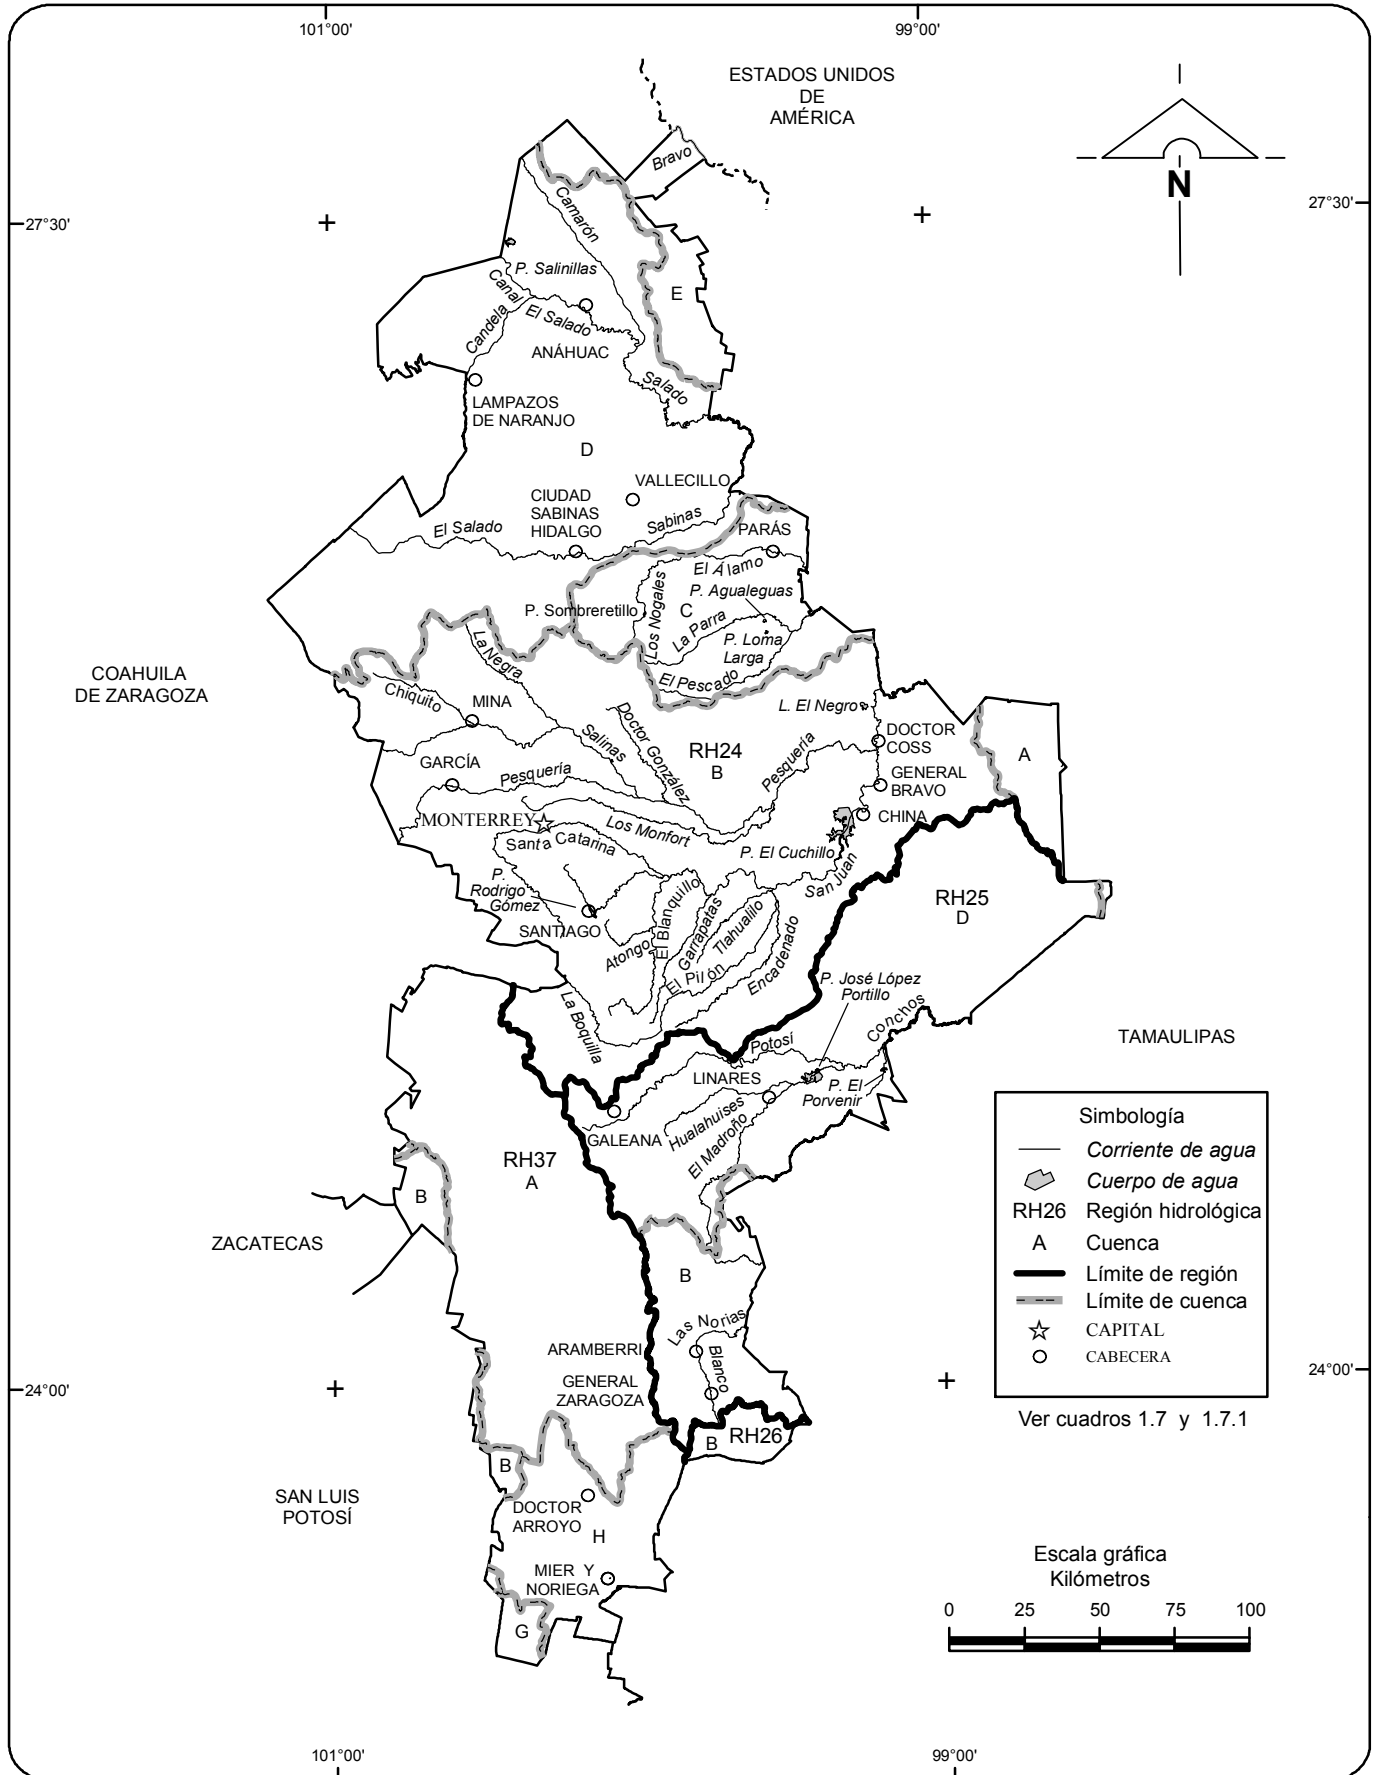 101°00'
99°00'
ESTADOS UNIDOS
DE
AMÉRICA
N
27°30'
27°30'
Bravo
Camarón
P. Salinillas
Canal
E
El Salado
Candela
ANÁHUAC
Salado
LAMPAZOS
DE NARANJO
D
VALLECILLO
CIUDAD
SABINAS
HIDALGO
El Salado
Sabinas
PARÁS
El Álamo
P. Agualeguas
Los Nogales
P. Sombreretillo
C
La Parra
P. Loma
Larga
El Pescado
La Negra
COAHUILA
DE ZARAGOZA
Chiquito
MINA
L. El Negro
Doctor González
Salinas
DOCTOR
COSS
RH24
B
Pesquería
A
GARCÍA
Pesquería
GENERAL
BRAVO
MONTERREY
CHINA
Los Monfort
Santa Catarina
P. El Cuchillo
San Juan
P.
Rodrigo
Gómez
SANTIAGO
RH25
D
El Blanquillo
Garrapatas
Tlahualilo
Atongo
El Pilón
Encadenado
La Boquilla
P. José López
Portillo
Conchos
TAMAULIPAS
Potosí
LINARES
P. El
Porvenir
Hualahuises
GALEANA
El Madroño
RH37
A
B
ZACATECAS
B
Las Norias
ARAMBERRI
Blanco
GENERAL
ZARAGOZA
24°00'
24°00'
Simbología
Corriente de agua
Cuerpo de agua
RH26 Región hidrológica
A Cuenca
Límite de región
Límite de cuenca
CAPITAL
CABECERA
Ver cuadros 1.7 y 1.7.1
B RH26
B
SAN LUIS
POTOSÍ
DOCTOR
ARROYO
H
MIER Y
NORIEGA
G
Escala gráfica
Kilómetros
0 25 50 75 100
101°00'
99°00'